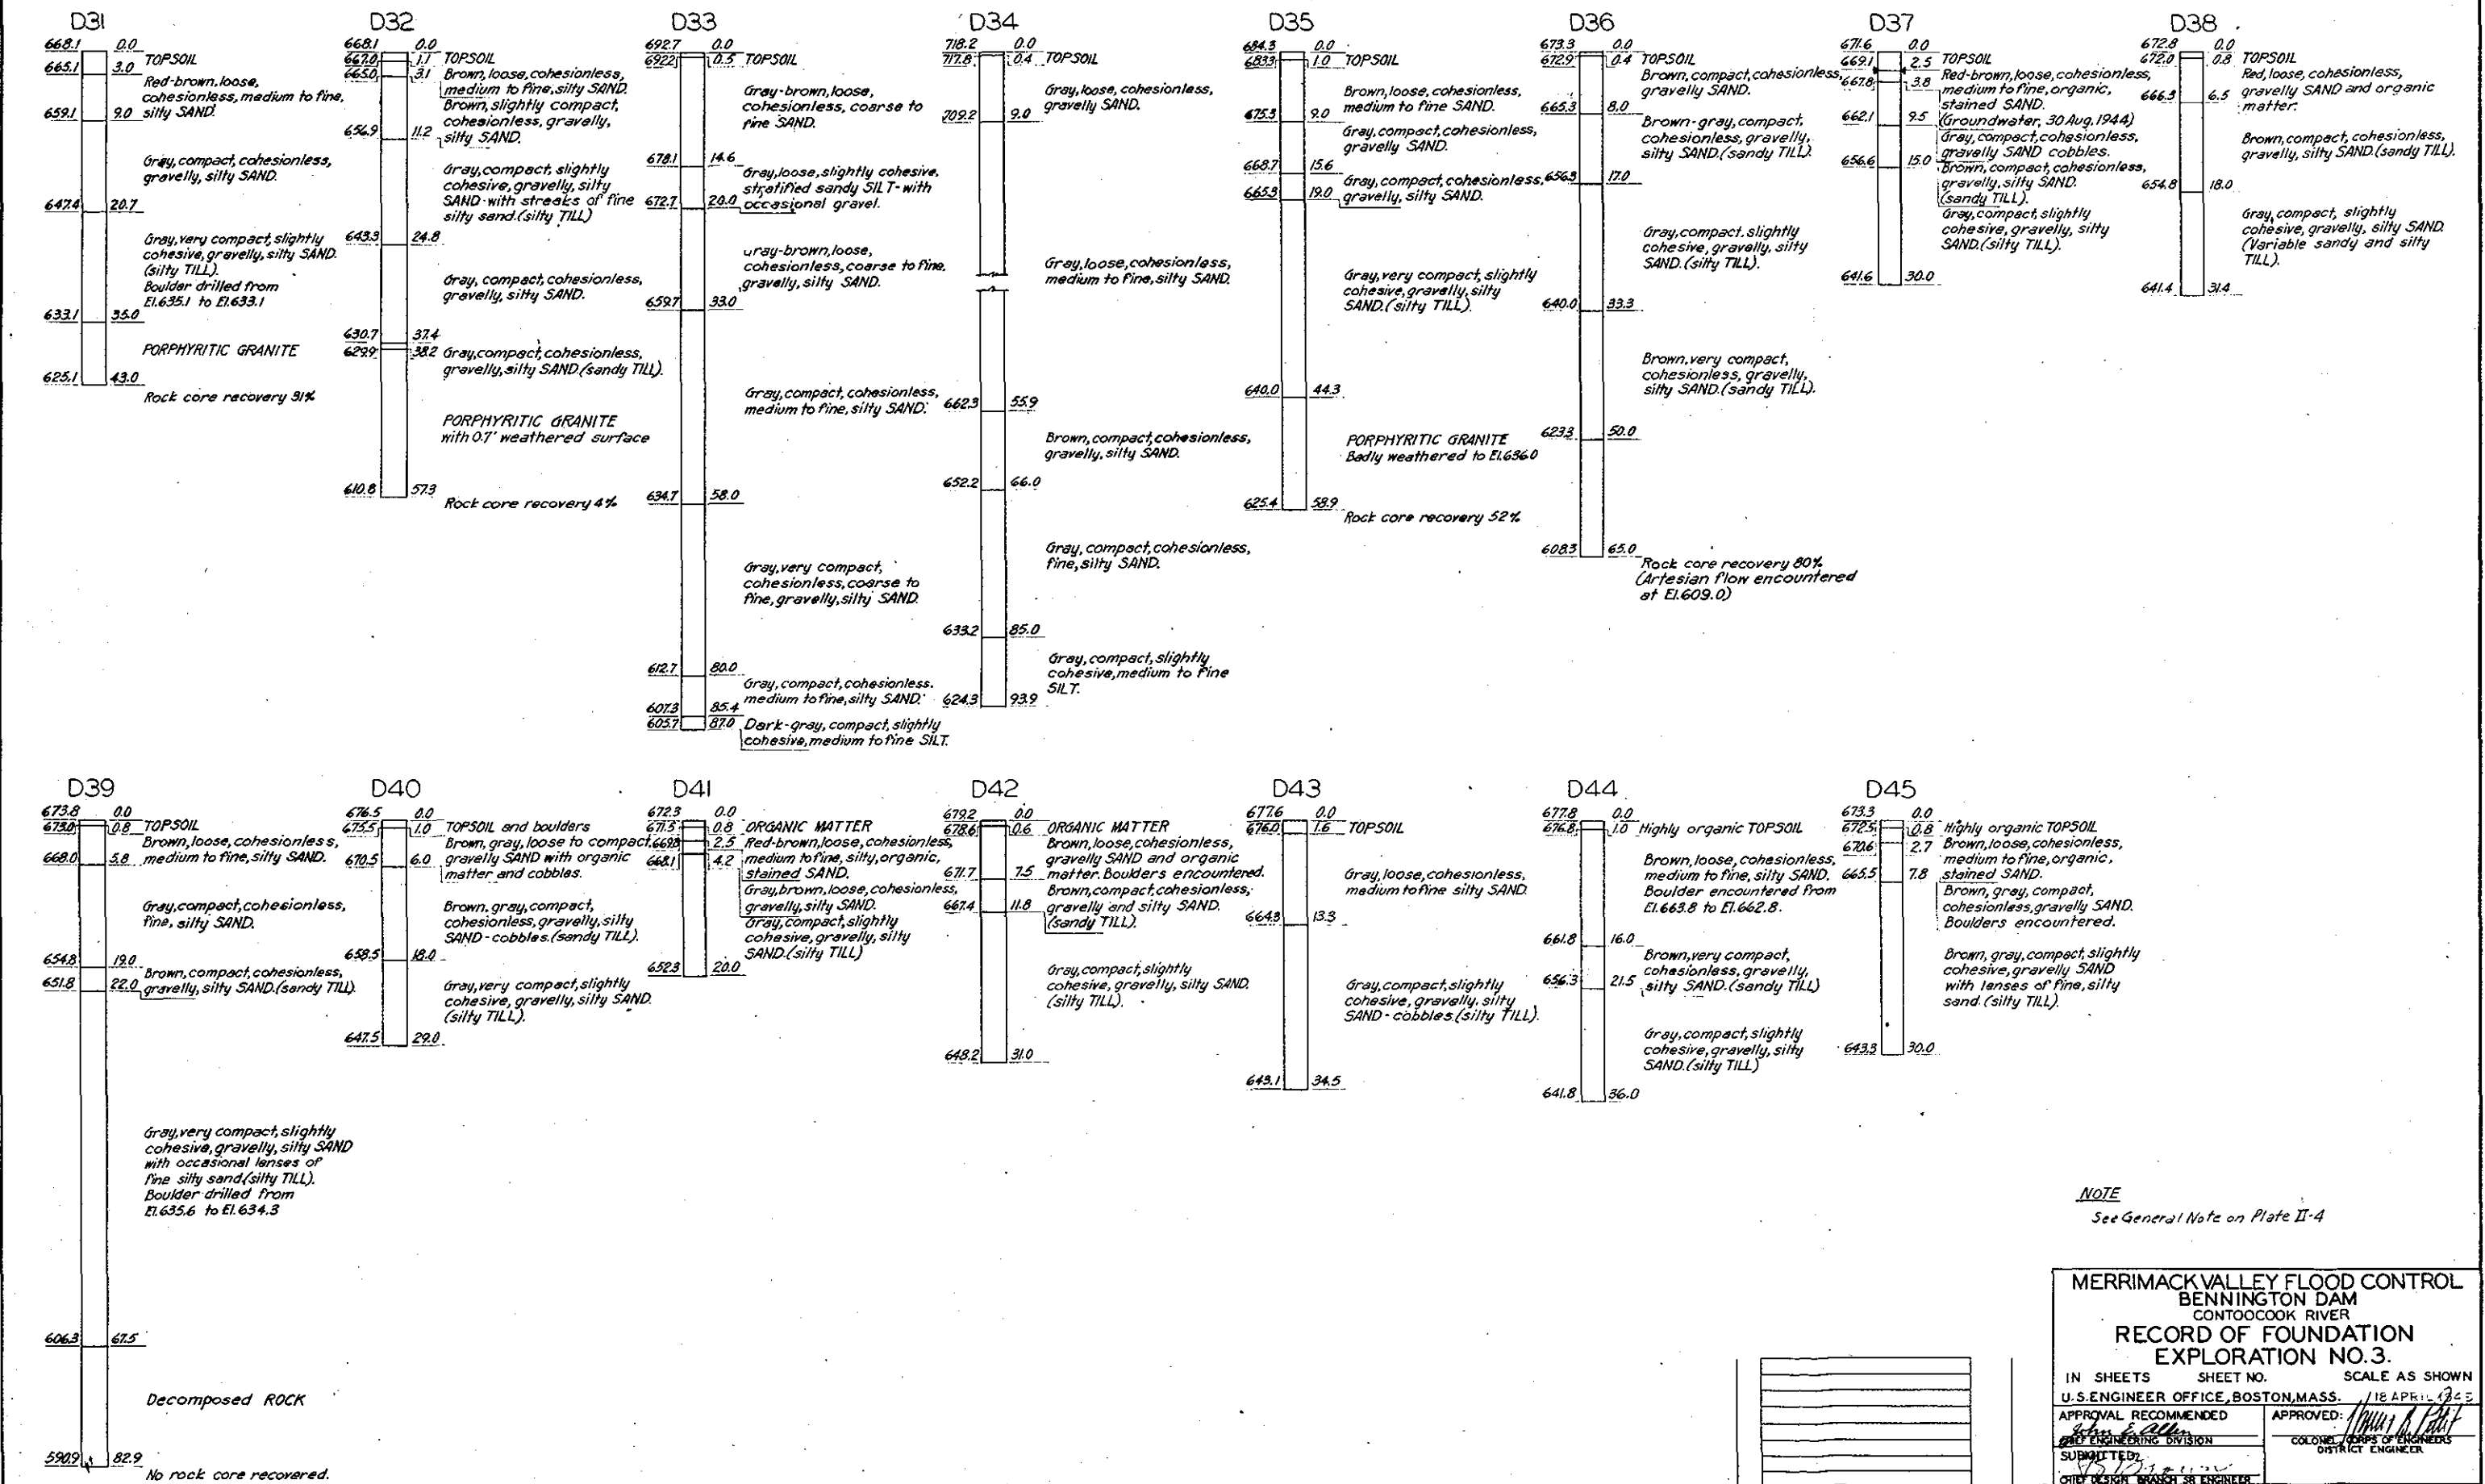 D31
668.1 0.0
TOPSOIL
665.1 3.0
Red-brown, loose,
cohesionless, medium to fine,
silty SAND.
659.1 9.0
Gray, compact, cohesionless,
gravelly, silty SAND.
647.4 20.7
Gray, very compact, slightly
cohesive, gravelly, silty SAND.
(silty TILL).
Boulder drilled from
El. 635.1 to El. 633.1
633.1 35.0
PORPHYRITIC GRANITE
625.1 43.0
Rock core recovery 31%
D32
668.1 0.0
667.0 1.1 TOPSOIL
665.0 3.1 Brown, loose, cohesionless,
medium to fine, silty SAND.
Brown, slightly compact,
cohesionless, gravelly,
silty SAND.
656.9 11.2
Gray, compact, slightly
cohesive, gravelly, silty
SAND-with streaks of fine
silty sand. (silty TILL)
643.3 24.8
Gray, compact, cohesionless,
gravelly, silty SAND.
630.7 37.4
629.9 38.2 Gray, compact, cohesionless,
gravelly, silty SAND. (sandy TILL).
PORPHYRITIC GRANITE
with 0.7' weathered surface
610.8 57.3
Rock core recovery 4%
D33
692.7 0.0
692.2 0.5 TOPSOIL
Gray-brown, loose,
cohesionless, coarse to
fine SAND.
678.1 14.6
Gray, loose, slightly cohesive,
stratified sandy SILT-with
occasional gravel.
672.7 20.0
Gray-brown, loose,
cohesionless, coarse to fine,
gravelly, silty SAND.
659.7 33.0
Gray, compact, cohesionless,
medium to fine, silty SAND.
634.7 58.0
Gray, very compact,
cohesionless, coarse to
fine, gravelly, silty SAND.
612.7 80.0
Gray, compact, cohesionless.
medium to fine, silty SAND.
607.3 85.4
605.7 87.0 Dark-gray, compact, slightly
cohesive, medium to fine SILT.
D34
718.2 0.0
717.8 0.4 TOPSOIL
Gray, loose, cohesionless,
gravelly SAND.
709.2 9.0
Gray, loose, cohesionless,
medium to fine, silty SAND.
662.3 55.9
Brown, compact, cohesionless,
gravelly, silty SAND.
652.2 66.0
Gray, compact, cohesionless,
fine, silty SAND.
633.2 85.0
Gray, compact, slightly
cohesive, medium to fine
SILT.
624.3 93.9
D35
684.3 0.0
683.3 1.0 TOPSOIL
Brown, loose, cohesionless,
medium to fine SAND.
675.3 9.0
Gray, compact, cohesionless,
gravelly SAND.
668.7 15.6
Gray, compact, cohesionless,
gravelly, silty SAND.
665.3 19.0
Gray, very compact, slightly
cohesive, gravelly, silty
SAND. (silty TILL).
640.0 44.3
PORPHYRITIC GRANITE
Badly weathered to El. 636.0
625.4 58.9
Rock core recovery 52%
D36
673.3 0.0
672.9 0.4 TOPSOIL
Brown, compact, cohesionless,
gravelly SAND.
665.3 8.0
Brown-gray, compact,
cohesionless, gravelly,
silty SAND. (sandy TILL).
656.3 17.0
Gray, compact, slightly
cohesive, gravelly, silty
SAND. (silty TILL).
640.0 33.3
Brown, very compact,
cohesionless, gravelly,
silty SAND. (sandy TILL).
623.3 50.0
608.3 65.0
Rock core recovery 80%
(Artesian flow encountered
at El. 609.0)
D37
671.6 0.0
669.1 2.5 TOPSOIL
667.8 3.8 Red-brown, loose, cohesionless,
medium to fine, organic,
stained SAND.
662.1 9.5 (Groundwater, 30 Aug, 1944)
Gray, compact, cohesionless,
gravelly SAND cobbles.
656.6 15.0 Brown, compact, cohesionless,
gravelly, silty SAND.
(sandy TILL).
Gray, compact, slightly
cohesive, gravelly, silty
SAND. (silty TILL).
641.6 30.0
D38
672.8 0.0
672.0 0.8 TOPSOIL
Red, loose, cohesionless,
gravelly SAND and organic
matter.
666.3 6.5
Brown, compact, cohesionless,
gravelly, silty SAND. (sandy TILL).
654.8 18.0
Gray, compact, slightly
cohesive, gravelly, silty SAND.
(Variable sandy and silty
TILL).
641.4 31.4
D39
673.8 0.0
673.0 0.8 TOPSOIL
Brown, loose, cohesionless,
medium to fine, silty SAND.
668.0 5.8
Gray, compact, cohesionless,
fine, silty SAND.
654.8 19.0
Brown, compact, cohesionless,
gravelly, silty SAND. (sandy TILL).
651.8 22.0
Gray, very compact, slightly
cohesive, gravelly, silty SAND
with occasional lenses of
fine silty sand. (silty TILL).
Boulder drilled from
El. 635.6 to El. 634.3
606.3 67.5
Decomposed ROCK
590.9 82.9
No rock core recovered.
D40
676.5 0.0
675.5 1.0 TOPSOIL and boulders
Brown, gray, loose to compact,
gravelly SAND with organic
matter and cobbles.
670.5 6.0
Brown, gray, compact,
cohesionless, gravelly, silty
SAND-cobbles. (sandy TILL).
658.5 18.0
Gray, very compact, slightly
cohesive, gravelly, silty SAND.
(silty TILL).
647.5 29.0
D41
672.3 0.0
671.5 0.8 ORGANIC MATTER
669.8 2.5 Red-brown, loose, cohesionless,
medium to fine, silty, organic,
stained SAND.
668.1 4.2
Gray, brown, loose, cohesionless,
gravelly, silty SAND.
Gray, compact, slightly
cohesive, gravelly, silty
SAND. (silty TILL)
652.3 20.0
D42
679.2 0.0
678.6 0.6 ORGANIC MATTER
Brown, loose, cohesionless,
gravelly SAND and organic
matter. Boulders encountered.
671.7 7.5
Brown, compact, cohesionless,
gravelly and silty SAND.
(sandy TILL).
667.4 11.8
Gray, compact, slightly
cohesive, gravelly, silty SAND.
(silty TILL).
648.2 31.0
D43
677.6 0.0
676.0 1.6 TOPSOIL
Gray, loose, cohesionless,
medium to fine silty SAND.
664.3 13.3
Gray, compact, slightly
cohesive, gravelly, silty
SAND-cobbles. (silty TILL).
643.1 34.5
D44
677.8 0.0
676.8 1.0 Highly organic TOPSOIL
Brown, loose, cohesionless,
medium to fine, silty SAND.
Boulder encountered from
El. 663.8 to El. 662.8.
661.8 16.0
Brown, very compact,
cohesionless, gravelly,
silty SAND. (sandy TILL)
656.3 21.5
Gray, compact, slightly
cohesive, gravelly, silty
SAND. (silty TILL)
641.8 36.0
D45
673.3 0.0
672.5 0.8 Highly organic TOPSOIL
670.6 2.7 Brown, loose, cohesionless,
medium to fine, organic,
stained SAND.
665.5 7.8
Brown, gray, compact,
cohesionless, gravelly SAND.
Boulders encountered.
Brown, gray, compact, slightly
cohesive, gravelly SAND
with lenses of fine, silty
sand. (silty TILL).
643.3 30.0
NOTE
See General Note on Plate II-4
MERRIMACK VALLEY FLOOD CONTROL
BENNINGTON DAM
CONTOOCOOK RIVER
RECORD OF FOUNDATION
EXPLORATION NO. 3.
IN SHEETS SHEET NO. SCALE AS SHOWN
U.S. ENGINEER OFFICE, BOSTON, MASS. 18 APRIL 1945
APPROVAL RECOMMENDED
John E. Allen
CHIEF ENGINEERING DIVISION
APPROVED:
COLONEL, CORPS OF ENGINEERS
DISTRICT ENGINEER
SUBMITTED:
CHIEF DESIGN BRANCH SR ENGINEER